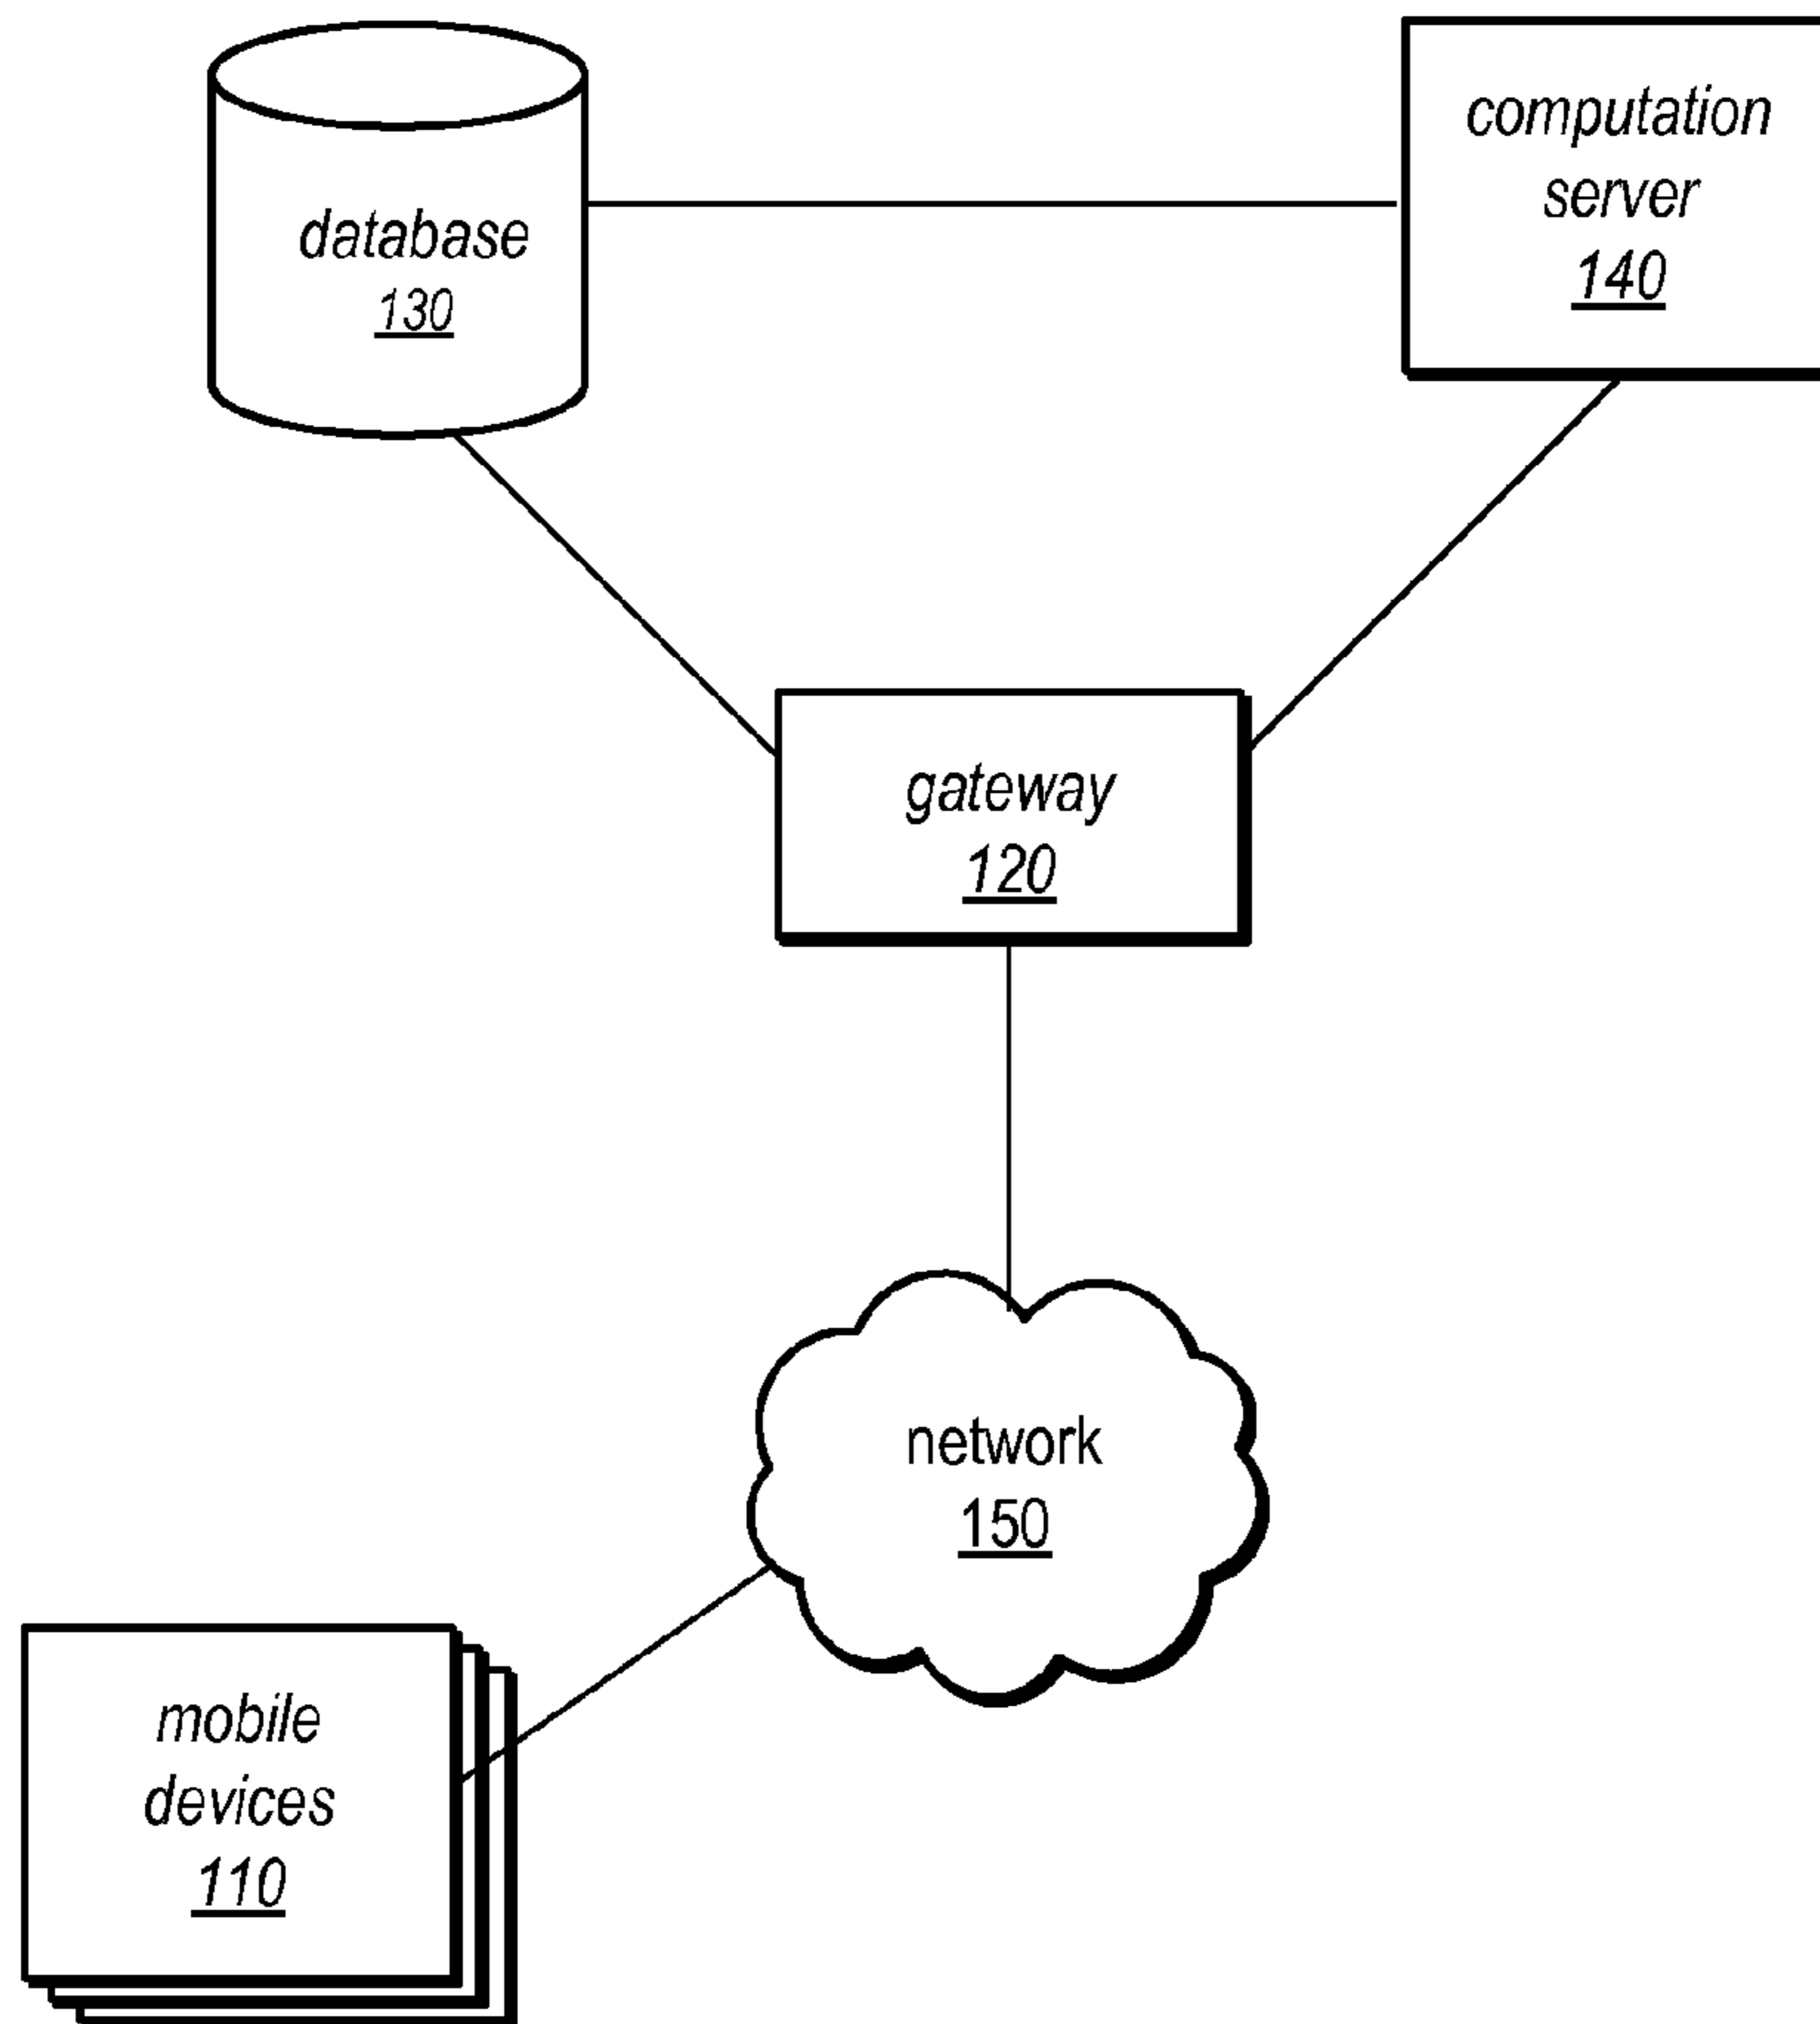 database
130
computation
server
140
gateway
120
network
150
mobile
devices
110